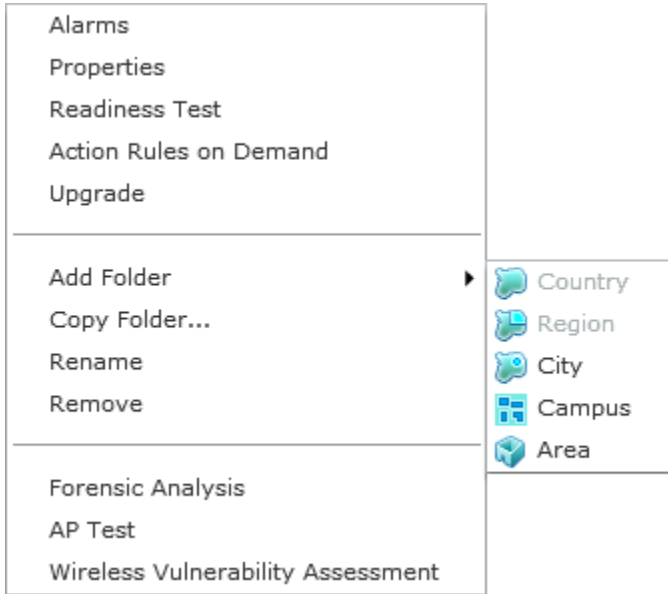 Alarms
Properties
Readiness Test
Action Rules on Demand
Upgrade
Add Folder
Copy Folder...
Rename
Remove
Forensic Analysis
AP Test
Wireless Vulnerability Assessment
Country
Region
City
Campus
Area